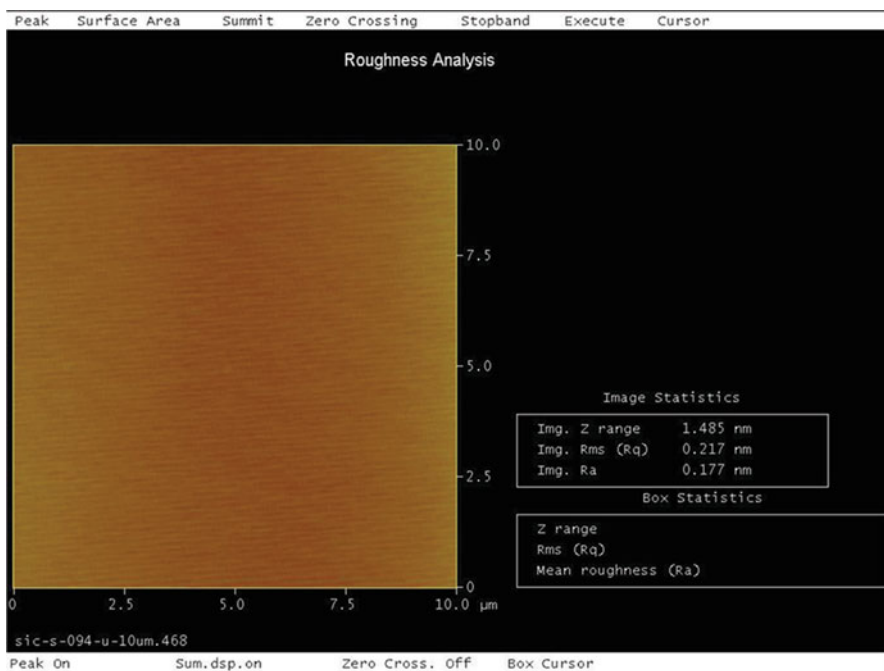 Peak Surface Area Summit Zero Crossing Stopband Execute Cursor
Roughness Analysis
10.0
7.5
5.0
2.5
0
0 2.5 5.0 7.5 10.0 µm
Image Statistics
Img. Z range 1.485 nm
Img. Rms (Rq) 0.217 nm
Img. Ra 0.177 nm
Box Statistics
Z range
Rms (Rq)
Mean roughness (Ra)
sic-s-094-u-10um.468
Peak On Sum.dsp.on Zero Cross. Off Box Cursor